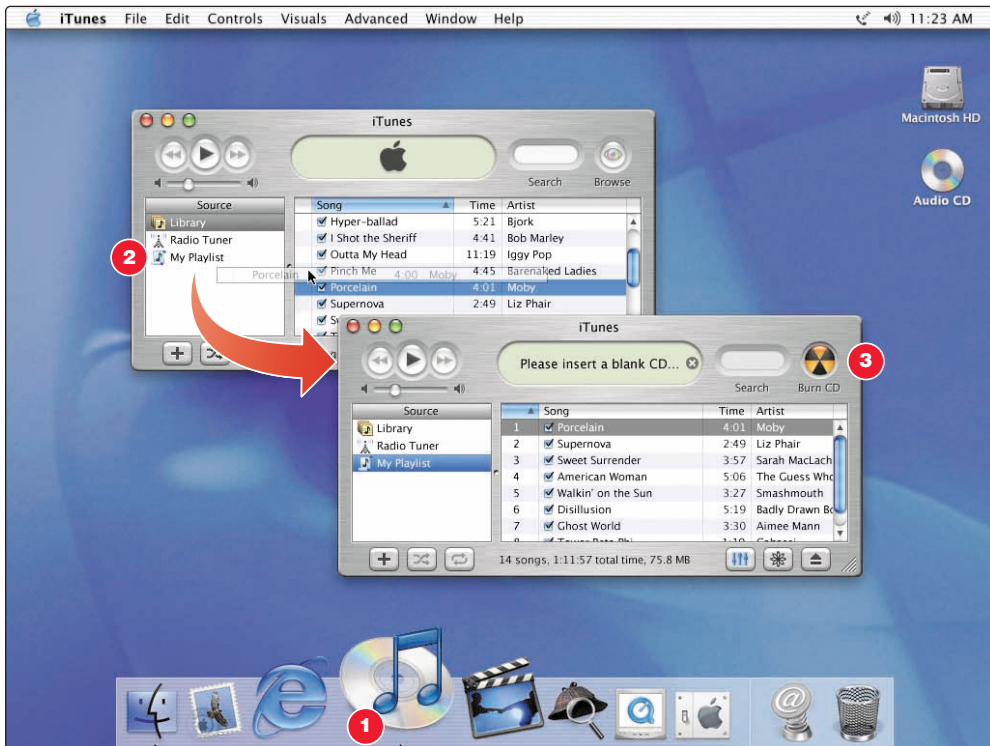 iTunes File Edit Controls Visuals Advanced Window Help 11:23 AM
Macintosh HD
Audio CD
iTunes
Search Browse
Source
Library
Radio Tuner
My Playlist
Song Time Artist
Hyper-ballad 5:21 Bjork
I Shot the Sheriff 4:41 Bob Marley
Outta My Head 11:19 Iggy Pop
Pinch Me 4:45 Barenaked Ladies
Porcelain 4:00 Moby
Porcelain 4:01 Moby
Supernova 2:49 Liz Phair
2
iTunes
Please insert a blank CD...
Search Burn CD
3
Source
Library
Radio Tuner
My Playlist
Song Time Artist
1 Porcelain 4:01 Moby
2 Supernova 2:49 Liz Phair
3 Sweet Surrender 3:57 Sarah MacLach
4 American Woman 5:06 The Guess Who
5 Walkin' on the Sun 3:27 Smashmouth
6 Disillusion 5:19 Badly Drawn Bo
7 Ghost World 3:30 Aimee Mann
14 songs, 1:11:57 total time, 75.8 MB
1